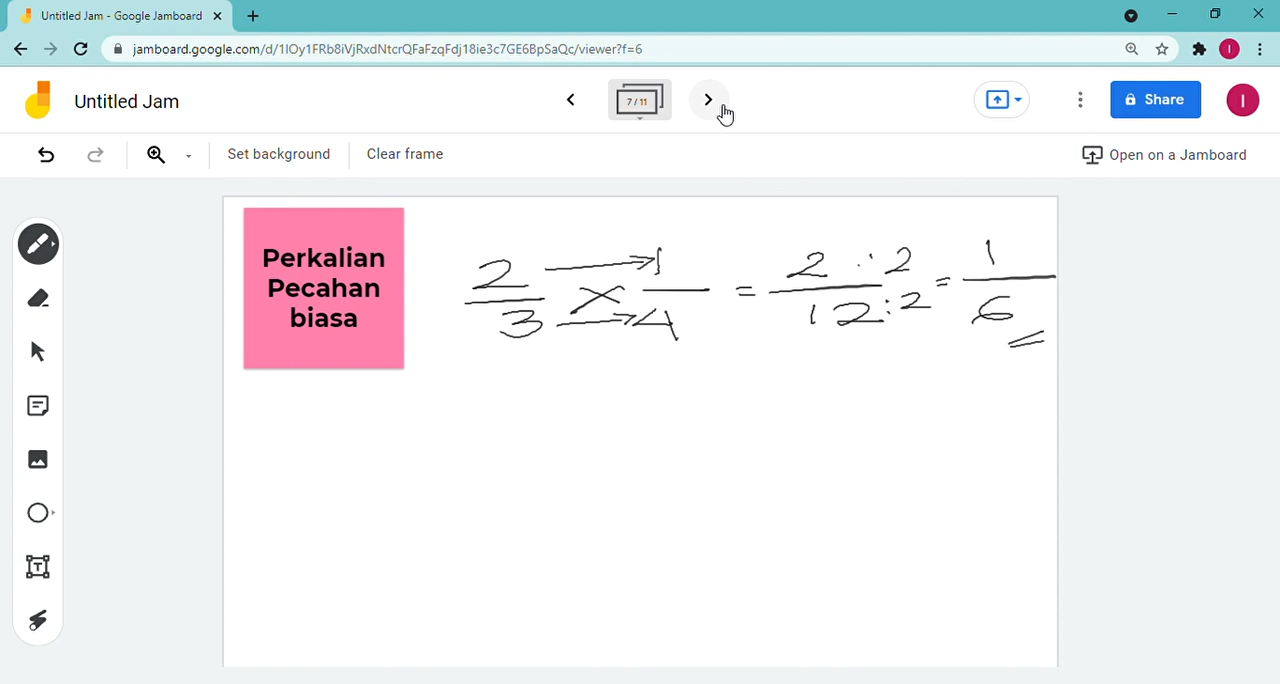 Untitled Jam - Google Jamboard
jamboard.google.com/d/1IOy1FRb8iVjRxdNtcrQFaFzqFdj18ie3c7GE6BpSaQc/viewer?f=6
I
Untitled Jam
7 / 11
Share
I
Set background
Clear frame
Open on a Jamboard
Perkalian
Pecahan
biasa
2/3 × 1/4 = 2 : 2/12 : 2 = 1/6
T